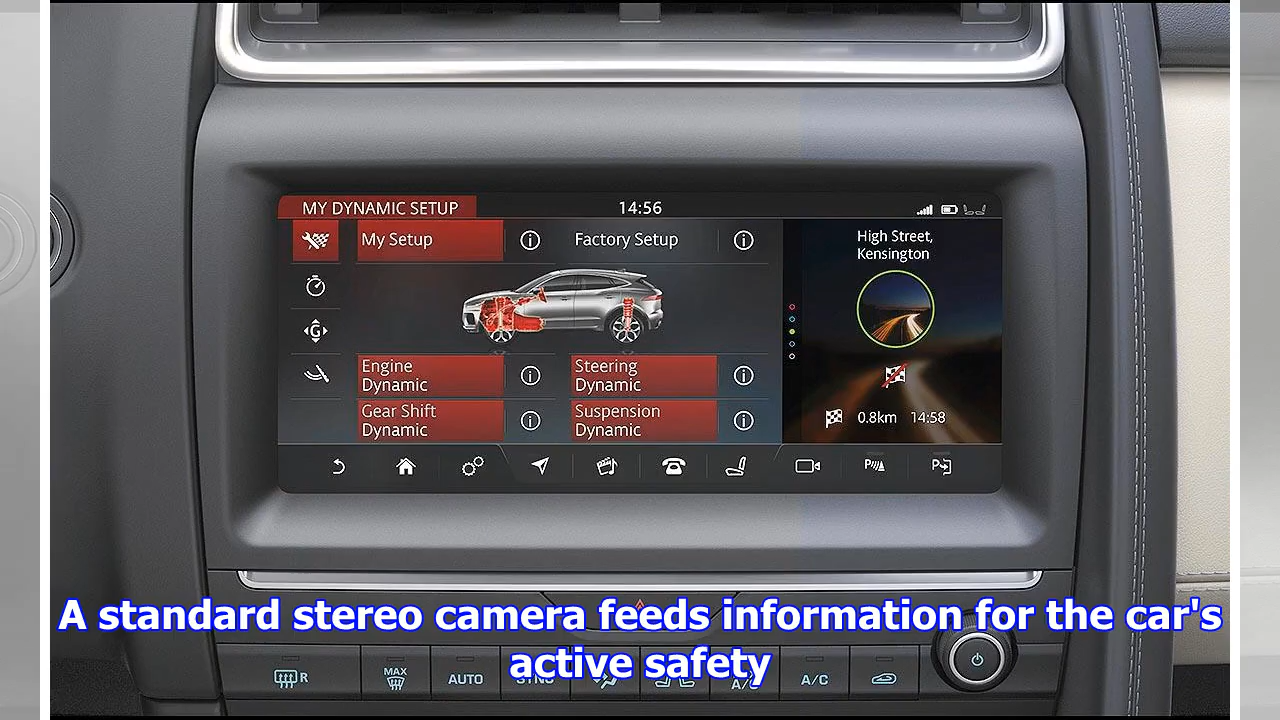 MY DYNAMIC SETUP
14:56
My Setup
Factory Setup
High Street,
Kensington
G
Engine
Dynamic
Steering
Dynamic
Gear Shift
Dynamic
Suspension
Dynamic
0.8km 14:58
A standard stereo camera feeds information for the car's
active safety
R
MAX
AUTO
SYNC
A/C
A/C